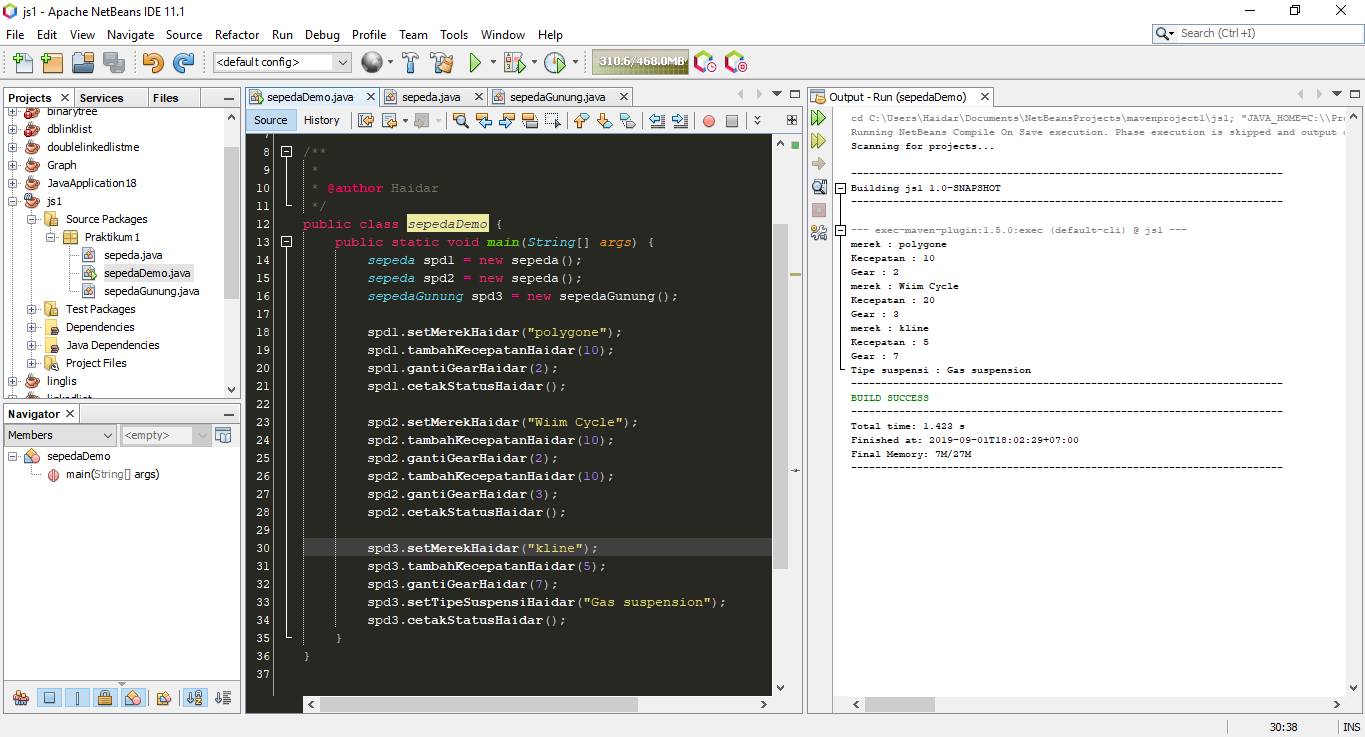 js1 - Apache NetBeans IDE 11.1
File Edit View Navigate Source Refactor Run Debug Profile Team Tools Window Help
Search (Ctrl+I)
<default config>
310.6/468.0MB
Projects
Services
Files
binarytree
dblinklist
doublelinkedlistme
Graph
JavaApplication18
js1
Source Packages
Praktikum1
sepeda.java
sepedaDemo.java
sepedaGunung.java
Test Packages
Dependencies
Java Dependencies
Project Files
linglis
Navigator
Members
<empty>
sepedaDemo
main(String[] args)
sepedaDemo.java
sepeda.java
sepedaGunung.java
Source
History
7
8 /**
9 *
10 * @author Haidar
11 */
12 public class sepedaDemo {
13 public static void main(String[] args) {
14 sepeda spd1 = new sepeda();
15 sepeda spd2 = new sepeda();
16 sepedaGunung spd3 = new sepedaGunung();
17
18 spd1.setMerekHaidar("polygone");
19 spd1.tambahKecepatanHaidar(10);
20 spd1.gantiGearHaidar(2);
21 spd1.cetakStatusHaidar();
22
23 spd2.setMerekHaidar("Wiim Cycle");
24 spd2.tambahKecepatanHaidar(10);
25 spd2.gantiGearHaidar(2);
26 spd2.tambahKecepatanHaidar(10);
27 spd2.gantiGearHaidar(3);
28 spd2.cetakStatusHaidar();
29
30 spd3.setMerekHaidar("kline");
31 spd3.tambahKecepatanHaidar(5);
32 spd3.gantiGearHaidar(7);
33 spd3.setTipeSuspensiHaidar("Gas suspension");
34 spd3.cetakStatusHaidar();
35 }
36 }
37
Output - Run (sepedaDemo)
cd C:\Users\Haidar\Documents\NetBeansProjects\mavenproject1\js1; "JAVA_HOME=C:\\Pro
Running NetBeans Compile On Save execution. Phase execution is skipped and output
Scanning for projects...
------------------------------------------------------------------------
Building js1 1.0-SNAPSHOT
------------------------------------------------------------------------
--- exec-maven-plugin:1.5.0:exec (default-cli) @ js1 ---
merek : polygone
Kecepatan : 10
Gear : 2
merek : Wiim Cycle
Kecepatan : 20
Gear : 3
merek : kline
Kecepatan : 5
Gear : 7
Tipe suspensi : Gas suspension
------------------------------------------------------------------------
BUILD SUCCESS
------------------------------------------------------------------------
Total time: 1.423 s
Finished at: 2019-09-01T18:02:29+07:00
Final Memory: 7M/27M
------------------------------------------------------------------------
30:38
INS